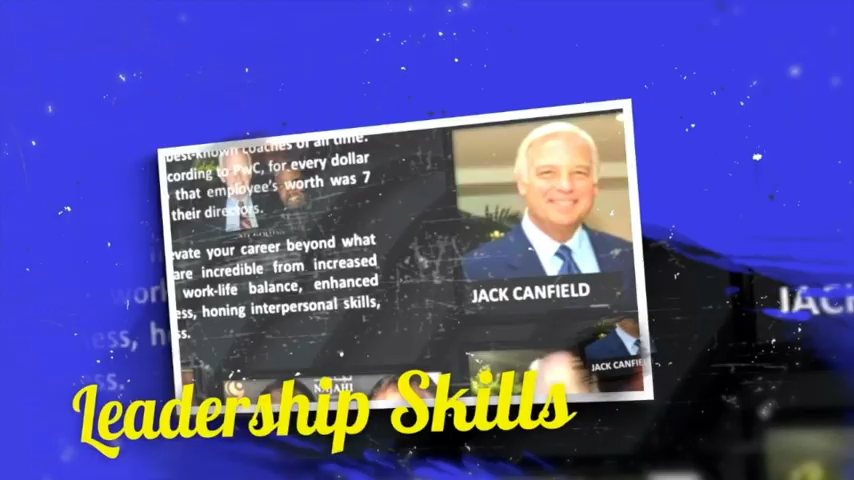 best-known coaches of all time.
cording to PwC, for every dollar
that employee's worth was 7
their directors.
vate your career beyond what
are incredible from increased
work-life balance, enhanced
ess, honing interpersonal skills,
ss.
JACK CANFIELD
JACK CANFIEL
Leadership Skills